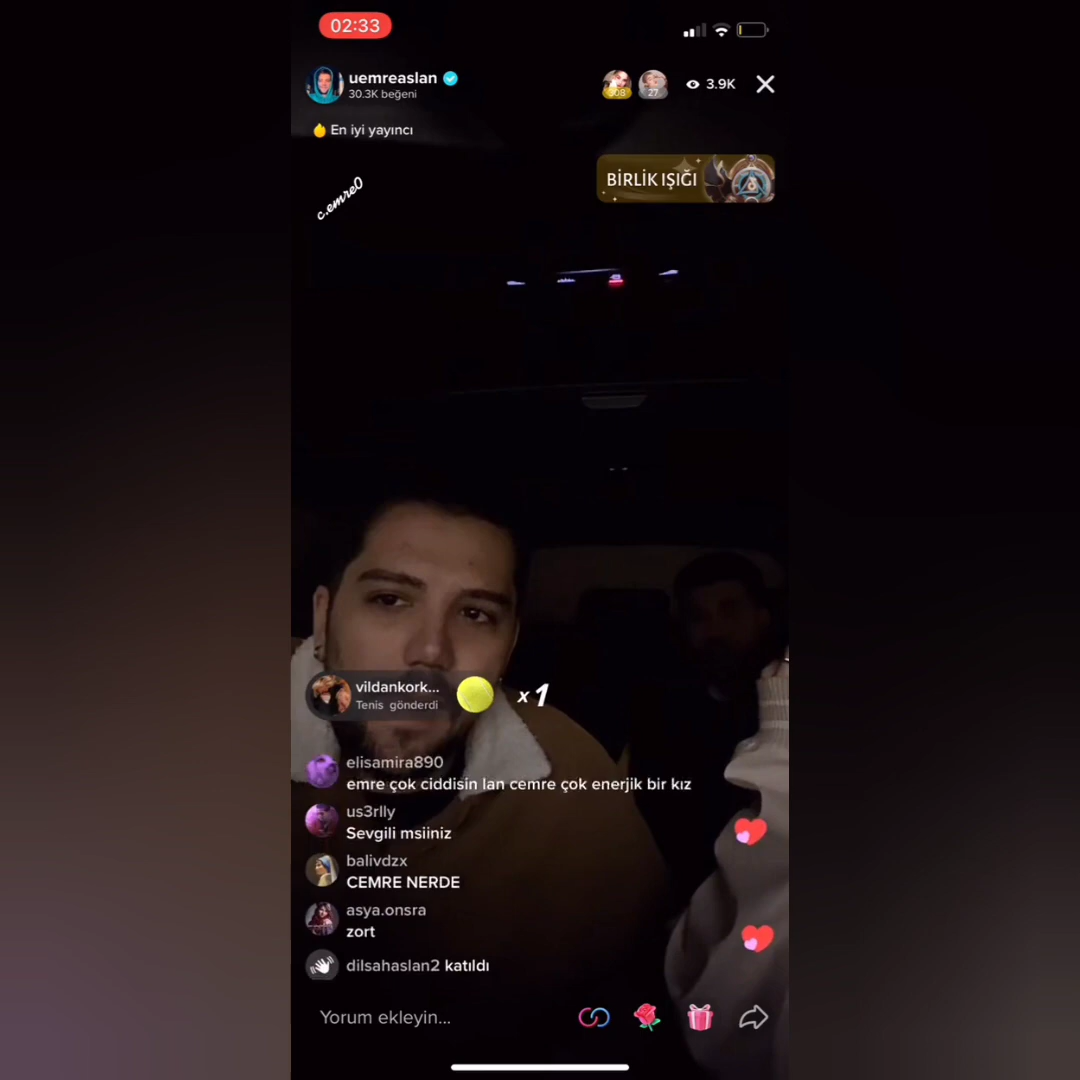 02:33
uemreaslan
30.3K beğeni
308
27
3.9K
En iyi yayıncı
BİRLİK IŞIĞI
c.emre0
vildankork...
Tenis gönderdi
x 1
elisamira890
emre çok ciddisin lan cemre çok enerjik bir kız
us3rlly
Sevgili msiiniz
balivdzx
CEMRE NERDE
asya.onsra
zort
dilsahaslan2 katıldı
Yorum ekleyin...